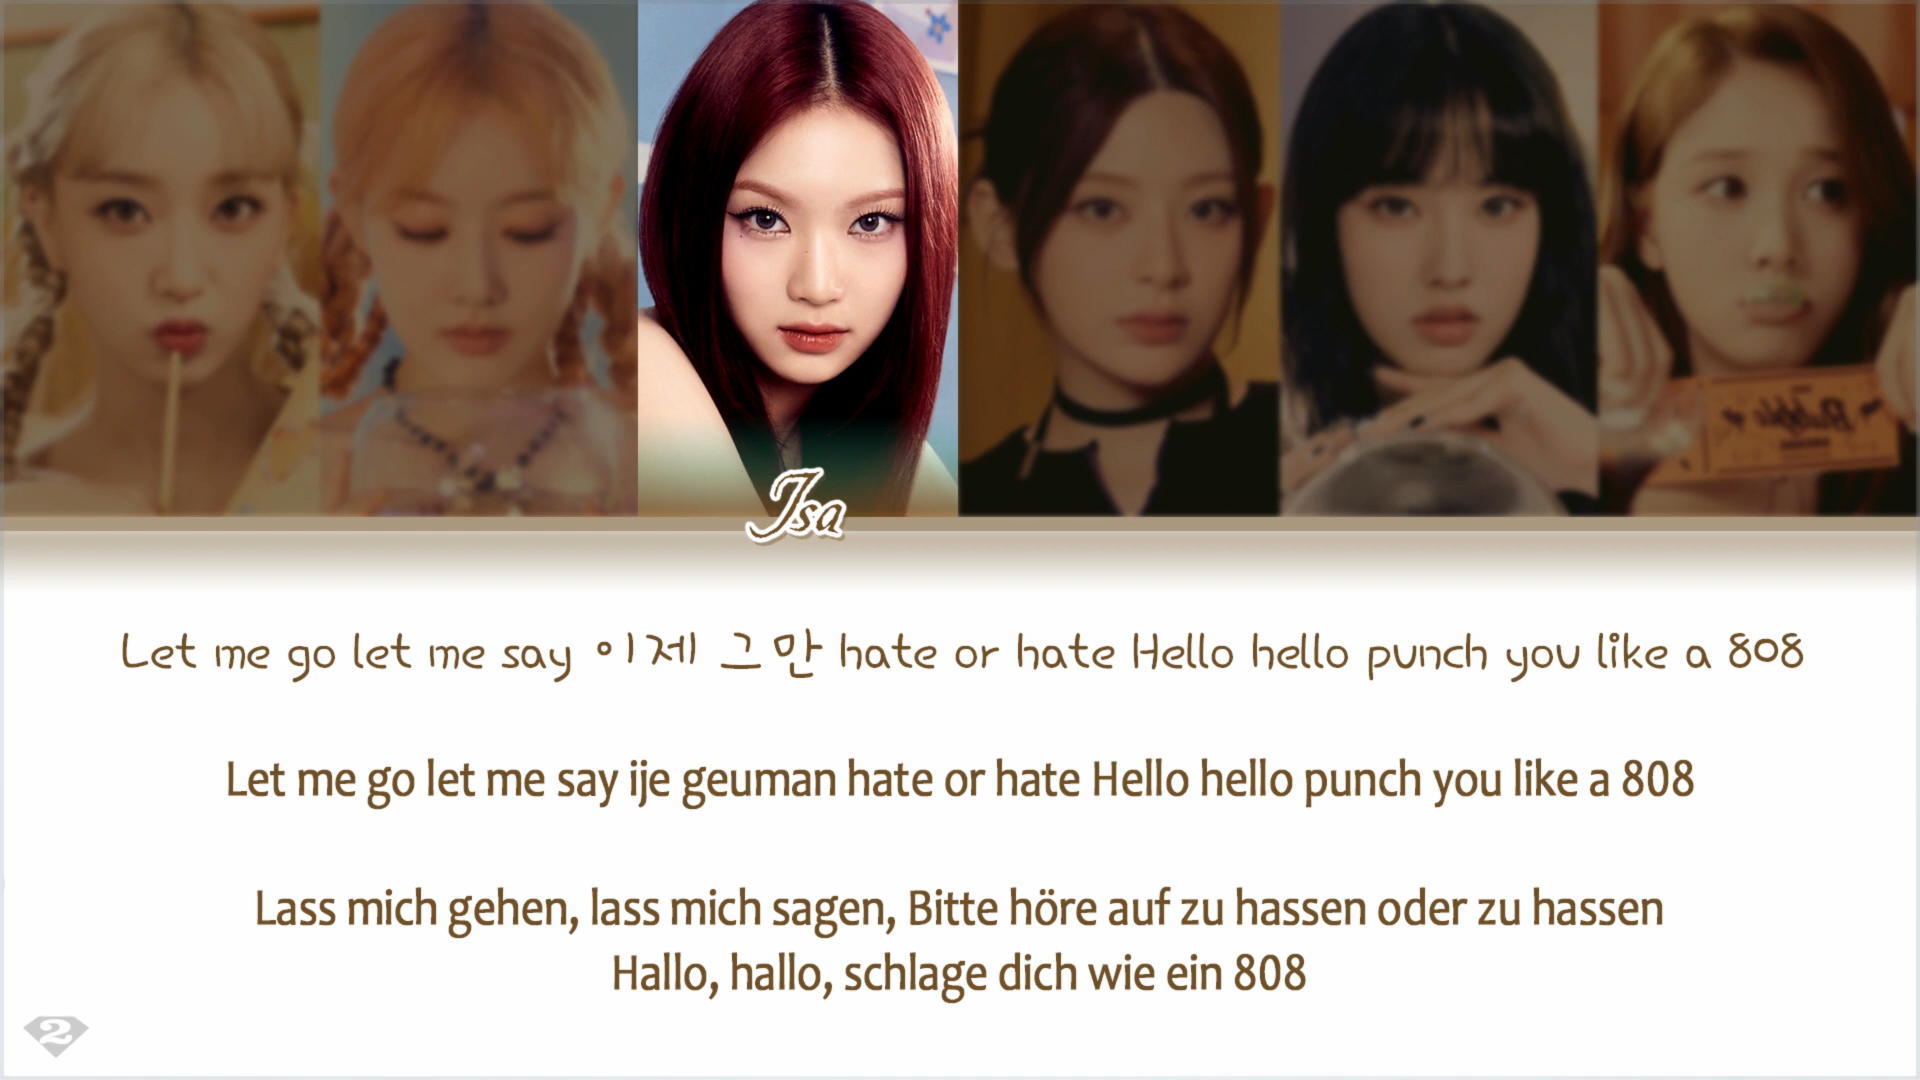 Isa
Let me go let me say 이제 그만 hate or hate Hello hello punch you like a 808
Let me go let me say ije geuman hate or hate Hello hello punch you like a 808
Lass mich gehen, lass mich sagen, Bitte höre auf zu hassen oder zu hassen
Hallo, hallo, schlage dich wie ein 808
2